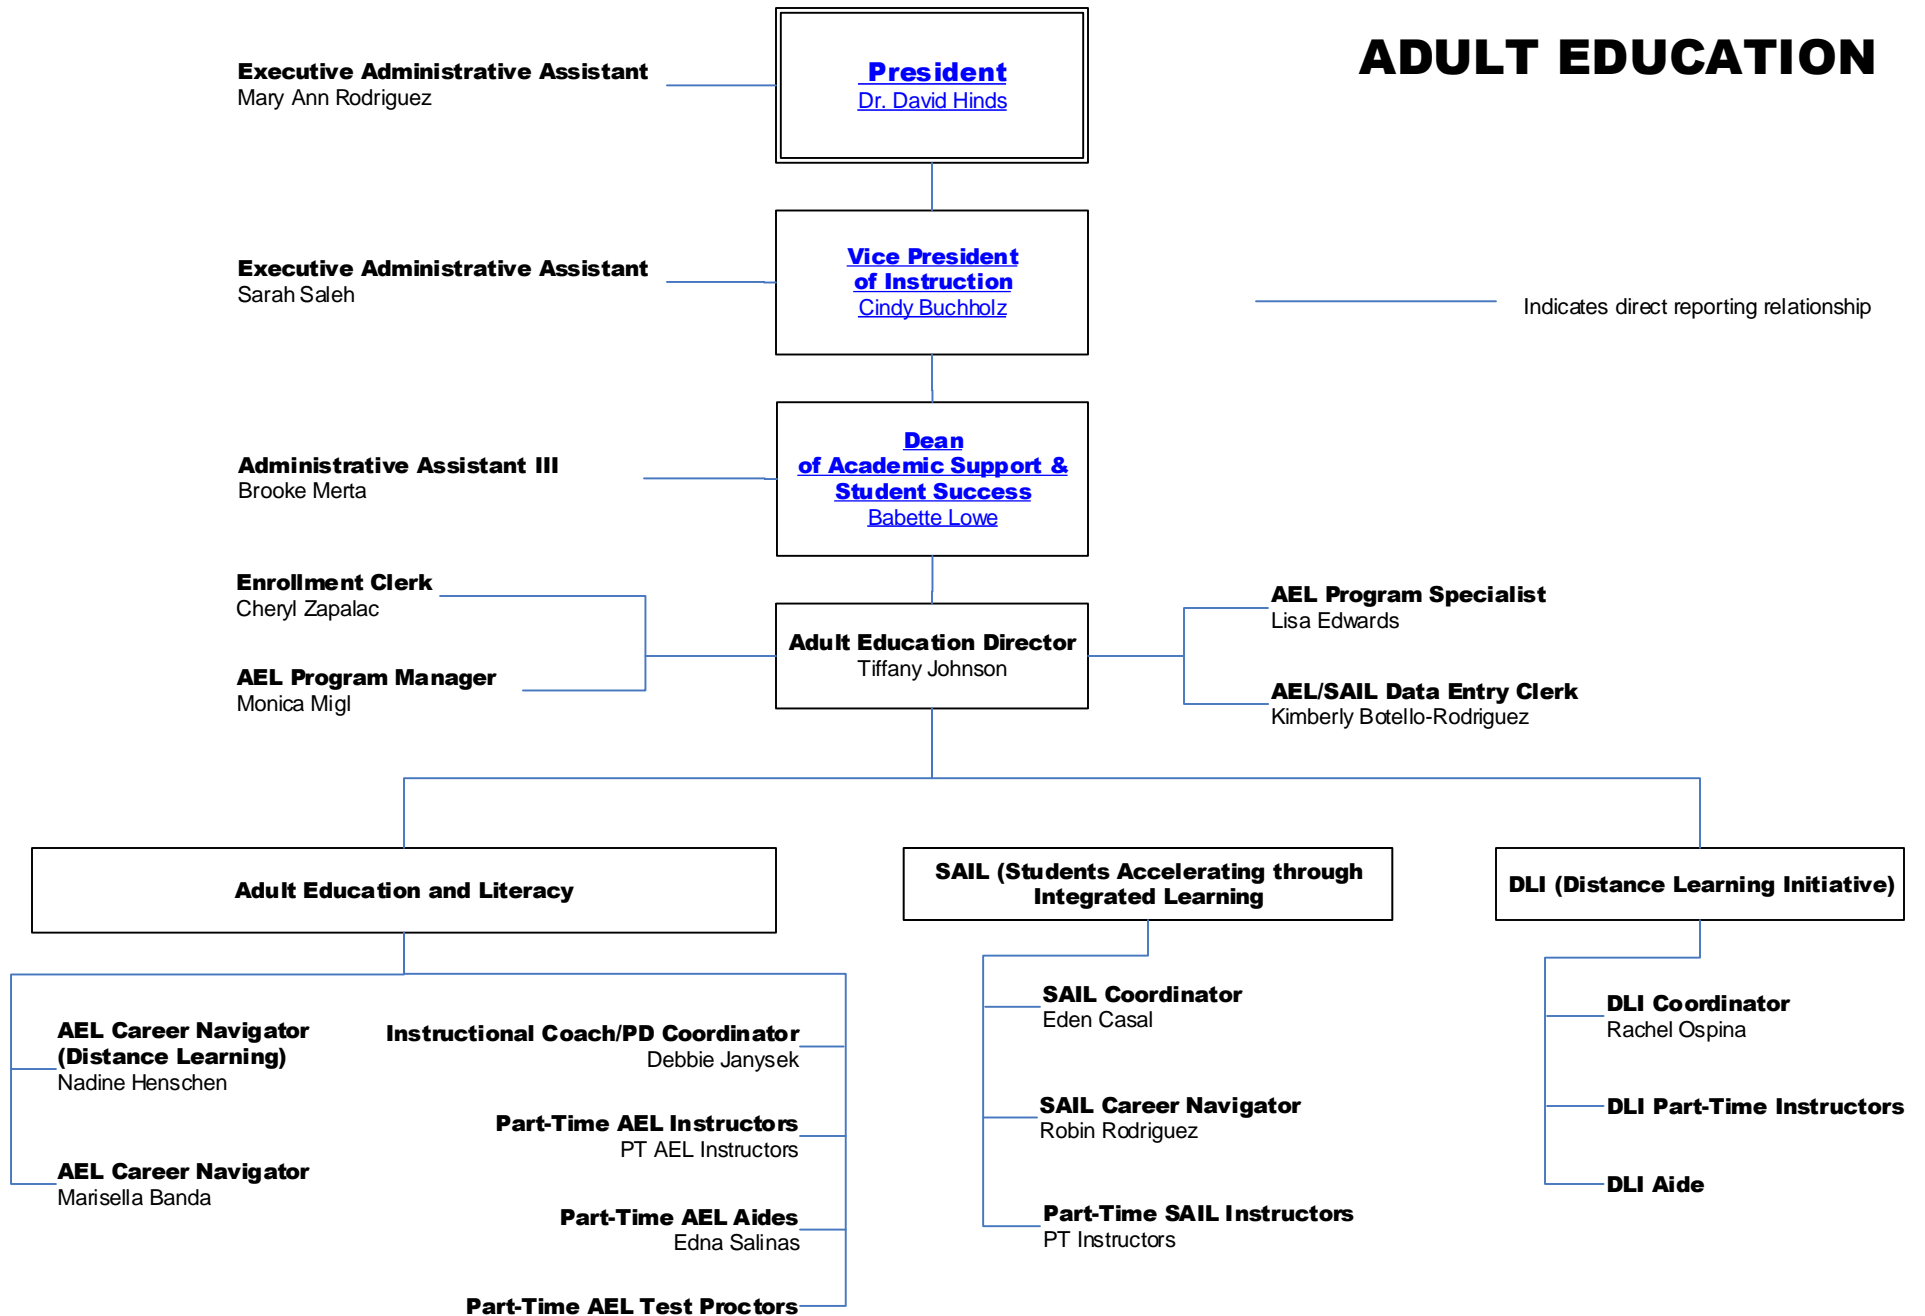 ADULT EDUCATION
Executive Administrative Assistant
Mary Ann Rodriguez
President
Dr. David Hinds
Executive Administrative Assistant
Sarah Saleh
Vice President
of Instruction
Cindy Buchholz
Indicates direct reporting relationship
Administrative Assistant III
Brooke Merta
Dean
of Academic Support &
Student Success
Babette Lowe
Enrollment Clerk
Cheryl Zapalac
AEL Program Manager
Monica Migl
Adult Education Director
Tiffany Johnson
AEL Program Specialist
Lisa Edwards
AEL/SAIL Data Entry Clerk
Kimberly Botello-Rodriguez
Adult Education and Literacy
AEL Career Navigator
(Distance Learning)
Nadine Henschen
AEL Career Navigator
Marisella Banda
Instructional Coach/PD Coordinator
Debbie Janysek
Part-Time AEL Instructors
PT AEL Instructors
Part-Time AEL Aides
Edna Salinas
Part-Time AEL Test Proctors
SAIL (Students Accelerating through
Integrated Learning
SAIL Coordinator
Eden Casal
SAIL Career Navigator
Robin Rodriguez
Part-Time SAIL Instructors
PT Instructors
DLI (Distance Learning Initiative)
DLI Coordinator
Rachel Ospina
DLI Part-Time Instructors
DLI Aide